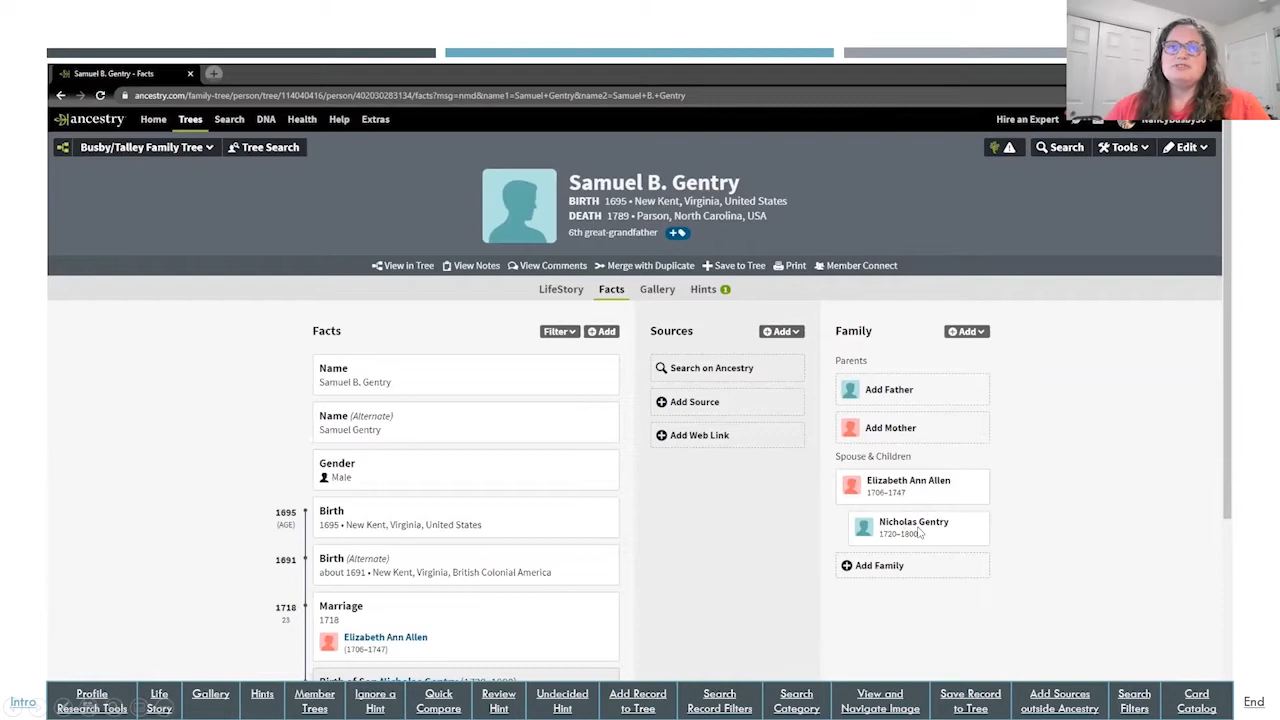 Samuel B. Gentry - Facts
ancestry.com/family-tree/person/tree/114040416/person/402030283134/facts?msg=nmd&name1=Samuel+Gentry&name2=Samuel+B.+Gentry
ancestry Home Trees Search DNA Health Help Extras Hire an Expert
Busby/Talley Family Tree Tree Search Search Tools Edit
Samuel B. Gentry
BIRTH 1695 • New Kent, Virginia, United States
DEATH 1789 • Parson, North Carolina, USA
6th great-grandfather
View in Tree View Notes View Comments Merge with Duplicate Save to Tree Print Member Connect
LifeStory Facts Gallery Hints 1
Facts Filter Add
Name
Samuel B. Gentry
Name (Alternate)
Samuel Gentry
Gender
Male
1695
(AGE)
Birth
1695 • New Kent, Virginia, United States
1691
Birth (Alternate)
about 1691 • New Kent, Virginia, British Colonial America
1718
23
Marriage
1718
Elizabeth Ann Allen
(1706–1747)
Sources Add
Search on Ancestry
Add Source
Add Web Link
Family Add
Parents
Add Father
Add Mother
Spouse & Children
Elizabeth Ann Allen
1706–1747
Nicholas Gentry
1720–1800
Add Family
Intro
Profile
Research Tools
Life
Story
Gallery
Hints
Member
Trees
Ignore a
Hint
Quick
Compare
Review
Hint
Undecided
Hint
Add Record
to Tree
Search
Record Filters
Search
Category
View and
Navigate Image
Save Record
to Tree
Add Sources
outside Ancestry
Search
Filters
Card
Catalog
End